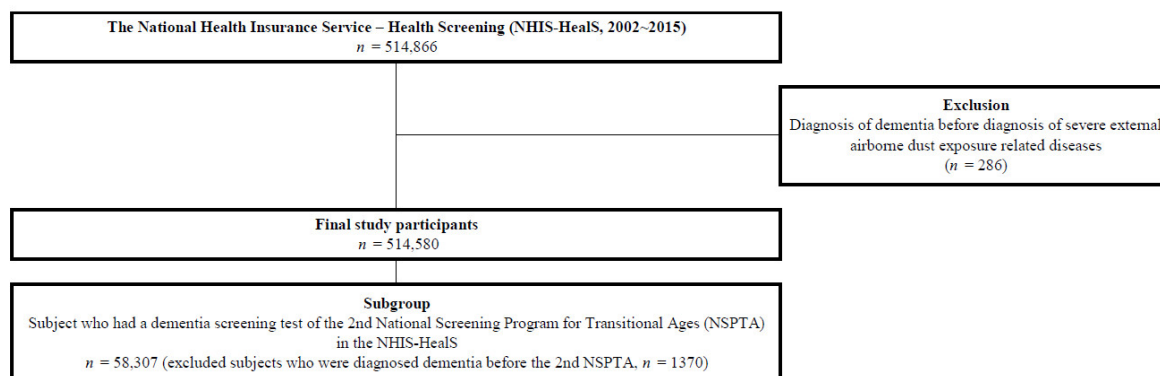 The National Health Insurance Service – Health Screening (NHIS-HealS, 2002~2015)
n = 514,866
Exclusion
Diagnosis of dementia before diagnosis of severe external
airborne dust exposure related diseases
(n = 286)
Final study participants
n = 514,580
Subgroup
Subject who had a dementia screening test of the 2nd National Screening Program for Transitional Ages (NSPTA)
in the NHIS-HealS
n = 58,307 (excluded subjects who were diagnosed dementia before the 2nd NSPTA, n = 1370)